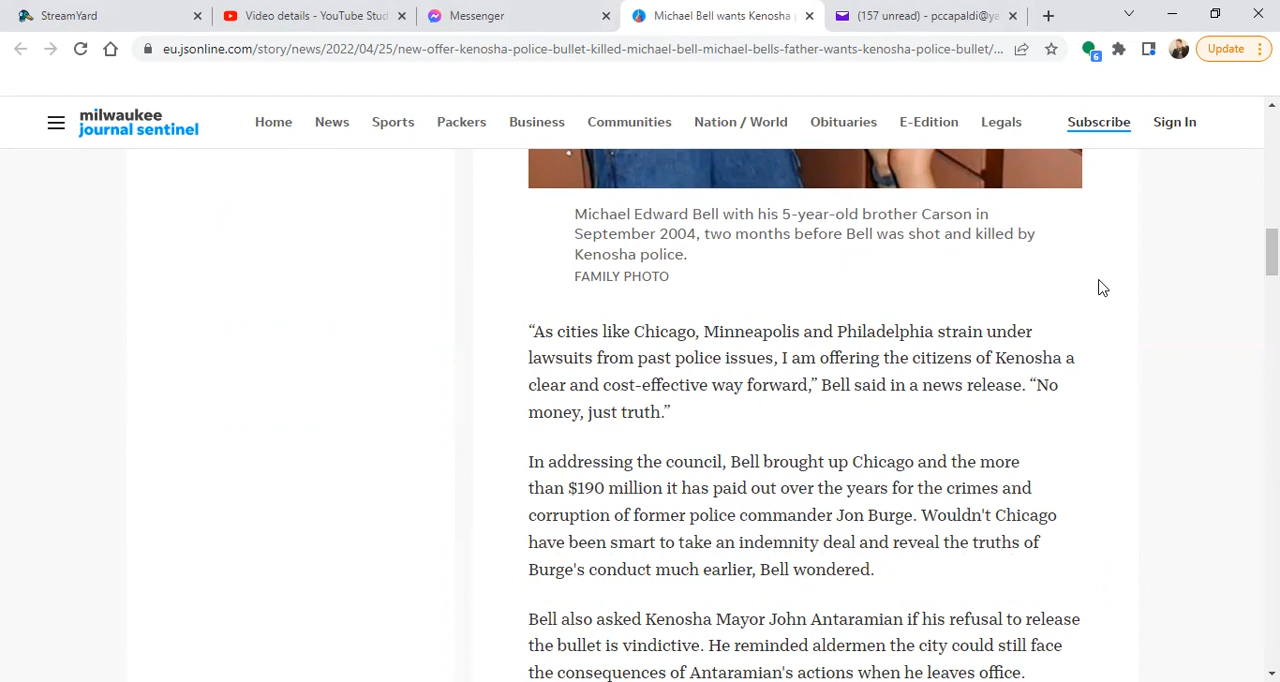 StreamYard
Video details - YouTube Stud
Messenger
Michael Bell wants Kenosha p
(157 unread) - pccapaldi@ya
eu.jsonline.com/story/news/2022/04/25/new-offer-kenosha-police-bullet-killed-michael-bell-michael-bells-father-wants-kenosha-police-bullet/...
6
Update
milwaukee
journal sentinel
Home
News
Sports
Packers
Business
Communities
Nation / World
Obituaries
E-Edition
Legals
Subscribe
Sign In
Michael Edward Bell with his 5-year-old brother Carson in
September 2004, two months before Bell was shot and killed by
Kenosha police.
FAMILY PHOTO
“As cities like Chicago, Minneapolis and Philadelphia strain under
lawsuits from past police issues, I am offering the citizens of Kenosha a
clear and cost-effective way forward,” Bell said in a news release. “No
money, just truth.”
In addressing the council, Bell brought up Chicago and the more
than $190 million it has paid out over the years for the crimes and
corruption of former police commander Jon Burge. Wouldn't Chicago
have been smart to take an indemnity deal and reveal the truths of
Burge's conduct much earlier, Bell wondered.
Bell also asked Kenosha Mayor John Antaramian if his refusal to release
the bullet is vindictive. He reminded aldermen the city could still face
the consequences of Antaramian's actions when he leaves office.